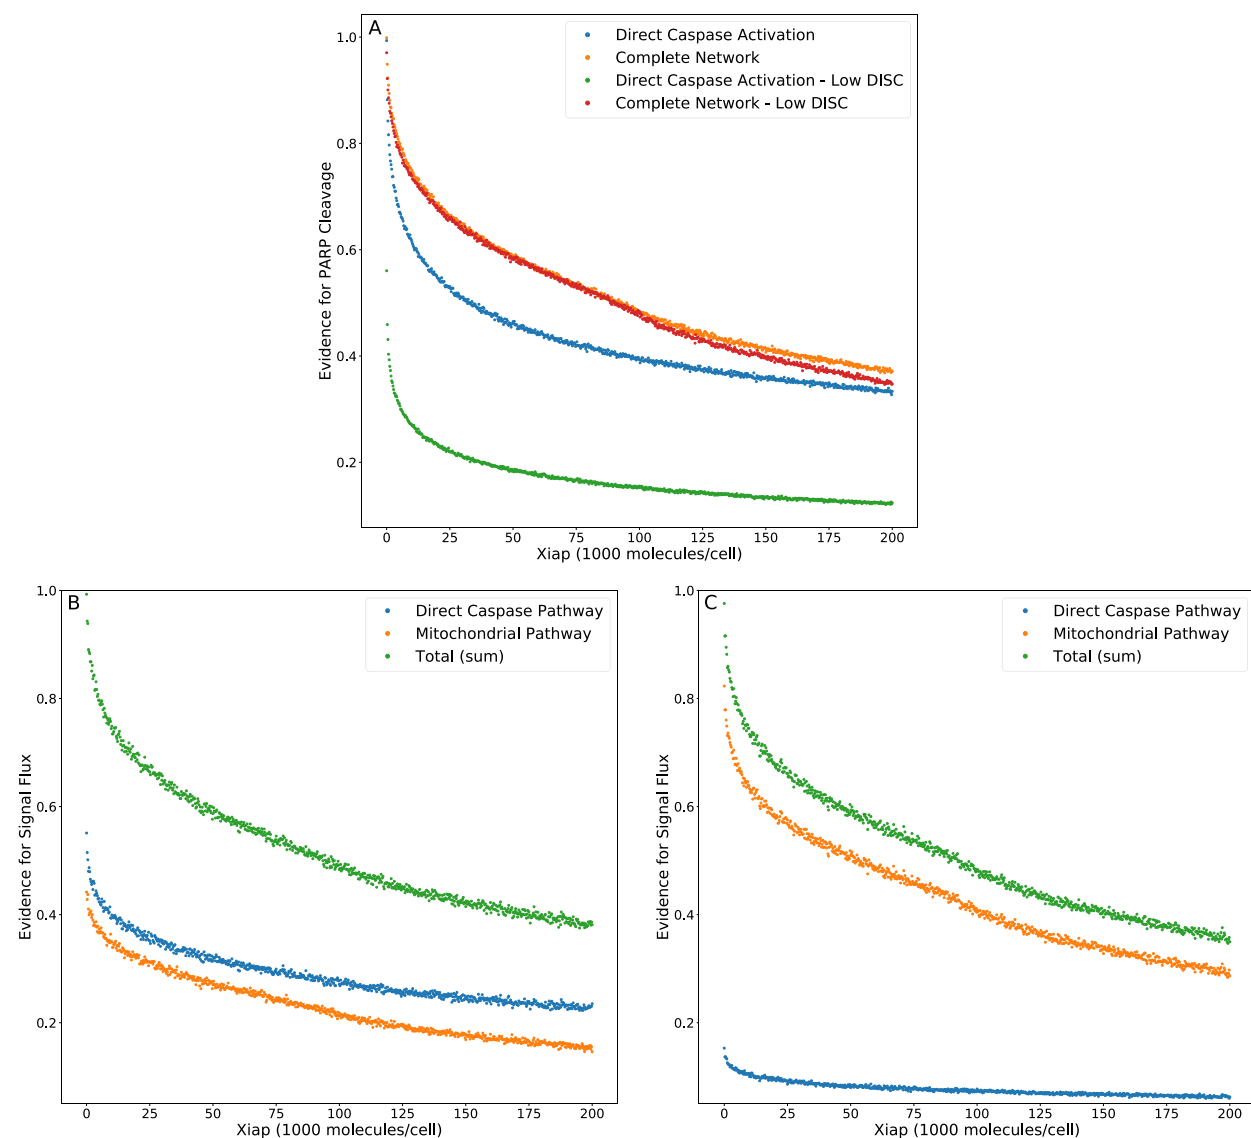 A
Direct Caspase Activation
Complete Network
Direct Caspase Activation - Low DISC
Complete Network - Low DISC
1.0
0.8
0.6
0.4
0.2
Evidence for PARP Cleavage
0 25 50 75 100 125 150 175 200
Xiap (1000 molecules/cell)
B
Direct Caspase Pathway
Mitochondrial Pathway
Total (sum)
1.0
0.8
0.6
0.4
0.2
Evidence for Signal Flux
0 25 50 75 100 125 150 175 200
Xiap (1000 molecules/cell)
C
Direct Caspase Pathway
Mitochondrial Pathway
Total (sum)
1.0
0.8
0.6
0.4
0.2
Evidence for Signal Flux
0 25 50 75 100 125 150 175 200
Xiap (1000 molecules/cell)